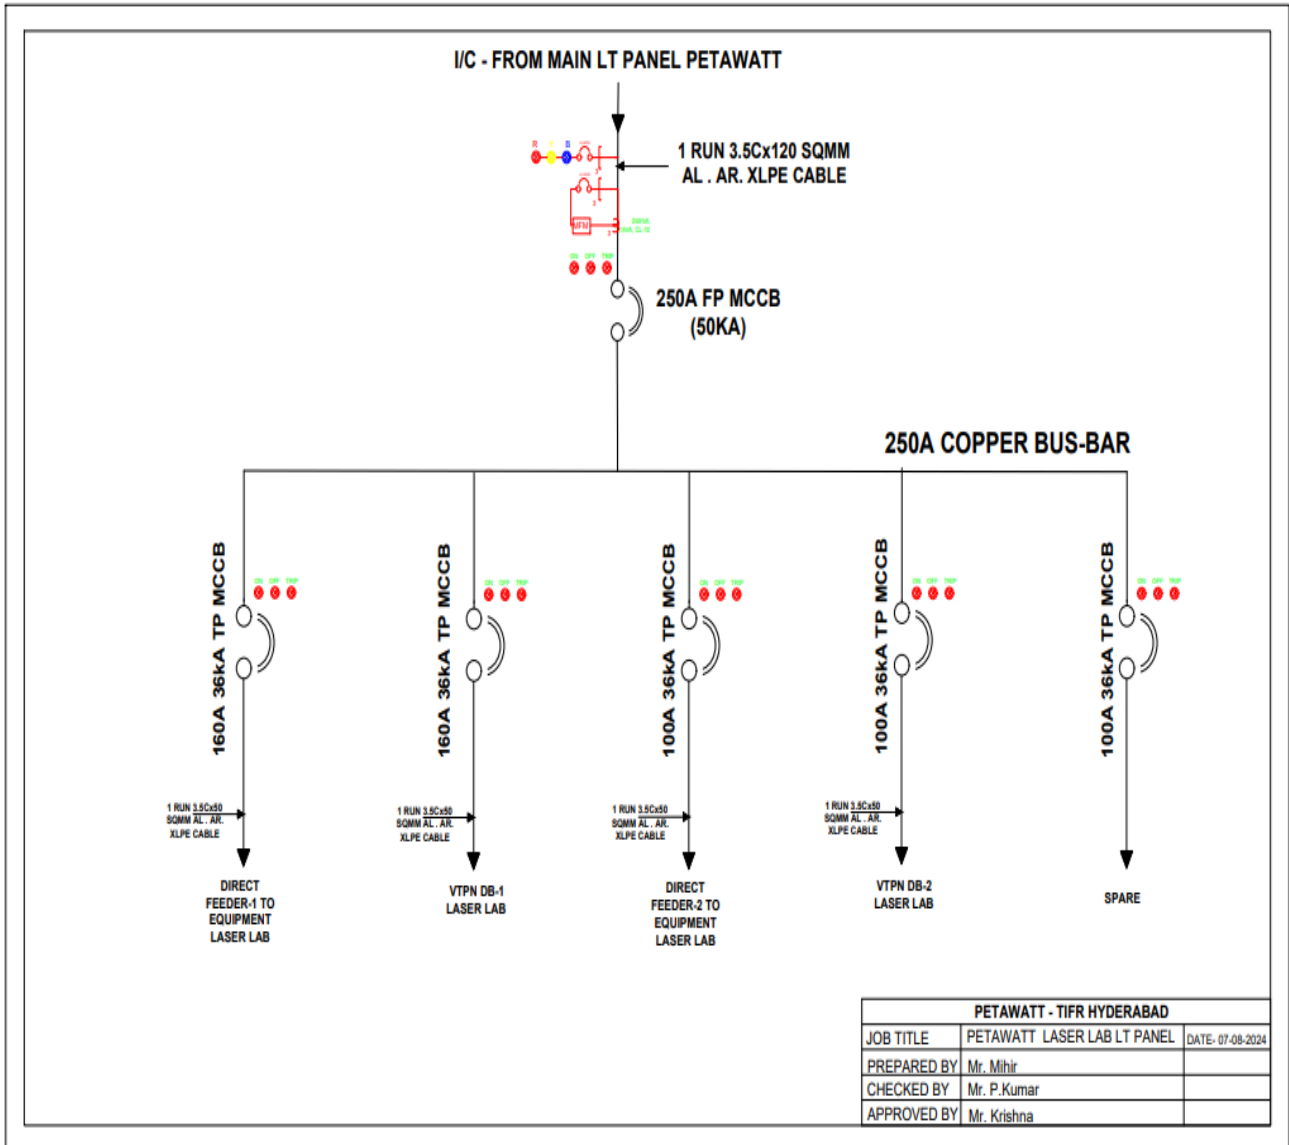 I/C - FROM MAIN LT PANEL PETAWATT
R Y B
1 RUN 3.5Cx120 SQMM
AL . AR. XLPE CABLE
MFM
ON OFF TRIP
250A FP MCCB
(50KA)
250A COPPER BUS-BAR
160A 36kA TP MCCB
ON OFF TRIP
1 RUN 3.5Cx50
SQMM AL . AR.
XLPE CABLE
DIRECT
FEEDER-1 TO
EQUIPMENT
LASER LAB
160A 36kA TP MCCB
ON OFF TRIP
1 RUN 3.5Cx50
SQMM AL . AR.
XLPE CABLE
VTPN DB-1
LASER LAB
100A 36kA TP MCCB
ON OFF TRIP
1 RUN 3.5Cx50
SQMM AL . AR.
XLPE CABLE
DIRECT
FEEDER-2 TO
EQUIPMENT
LASER LAB
100A 36kA TP MCCB
ON OFF TRIP
1 RUN 3.5Cx50
SQMM AL . AR.
XLPE CABLE
VTPN DB-2
LASER LAB
100A 36kA TP MCCB
ON OFF TRIP
SPARE
PETAWATT - TIFR HYDERABAD
JOB TITLE PETAWATT LASER LAB LT PANEL DATE- 07-08-2024
PREPARED BY Mr. Mihir
CHECKED BY Mr. P.Kumar
APPROVED BY Mr. Krishna